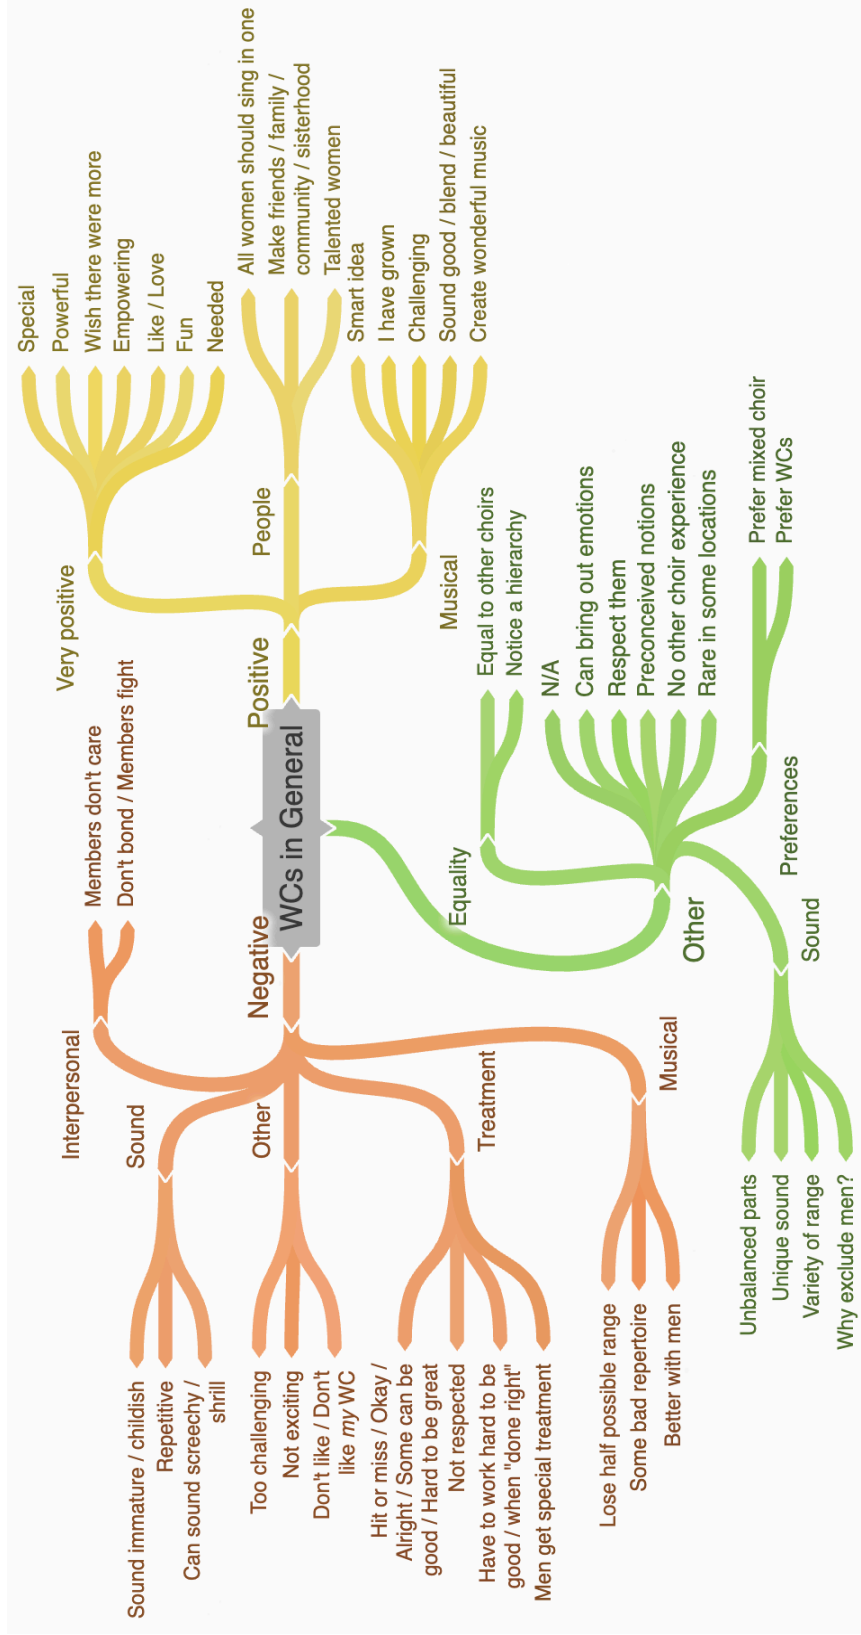 WCs in General
Positive
Very positive
Special
Powerful
Wish there were more
Empowering
Like / Love
Fun
Needed
People
All women should sing in one
Make friends / family /
community / sisterhood
Talented women
Musical
Smart idea
I have grown
Challenging
Sound good / blend / beautiful
Create wonderful music
Negative
Interpersonal
Members don't care
Don't bond / Members fight
Sound
Sound immature / childish
Repetitive
Can sound screechy /
shrill
Other
Too challenging
Not exciting
Don't like / Don't
like my WC
Treatment
Hit or miss / Okay /
Alright / Some can be
good / Hard to be great
Not respected
Have to work hard to be
good / when "done right"
Men get special treatment
Musical
Lose half possible range
Some bad repertoire
Better with men
Other
Equality
Equal to other choirs
Notice a hierarchy
N/A
Can bring out emotions
Respect them
Preconceived notions
No other choir experience
Rare in some locations
Preferences
Prefer mixed choir
Prefer WCs
Sound
Unbalanced parts
Unique sound
Variety of range
Why exclude men?